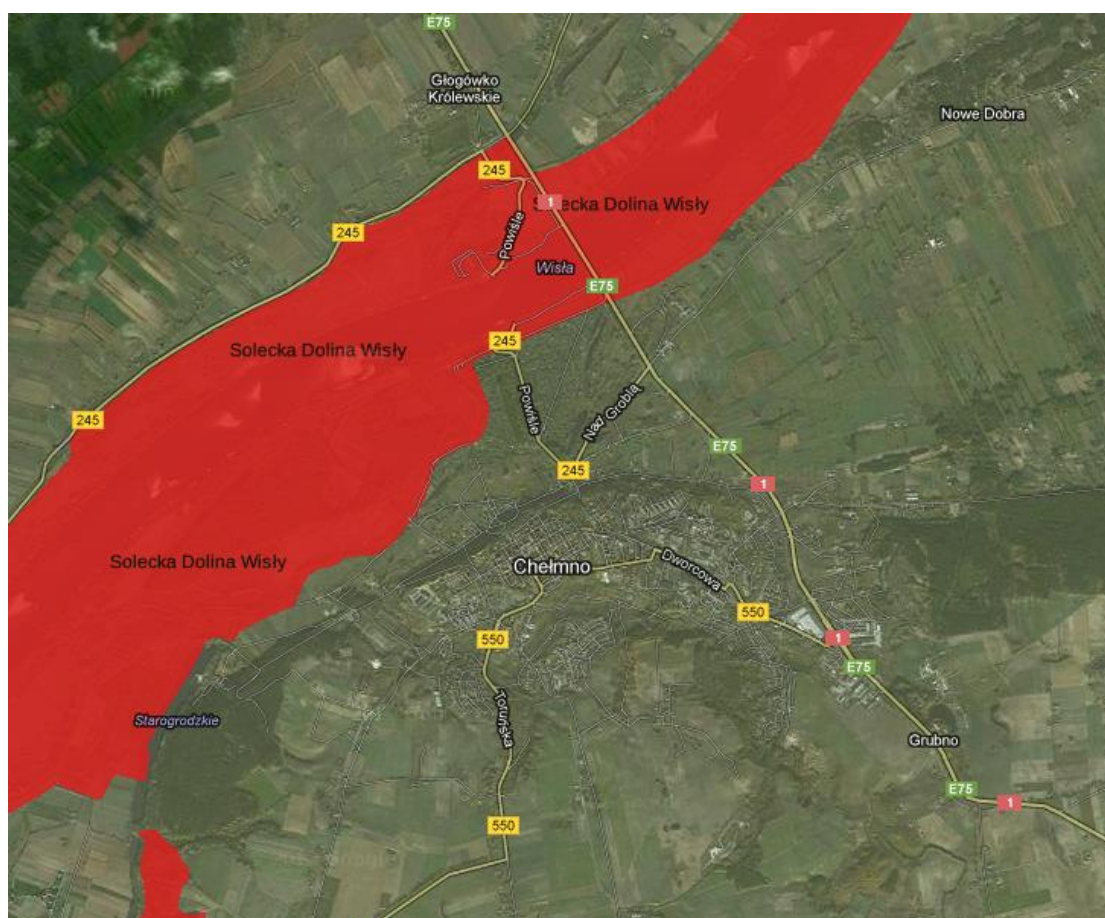 E75
Głogówko
Królewskie
Nowe Dobra
245
1
Solecka Dolina Wisły
245
Powiśle
Wisła
E75
245
Solecka Dolina Wisły
Powiśle
Nad Groblą
245
E75
245
1
Solecka Dolina Wisły
Chełmno
Dworcowa
550
550
1
E75
Starogrodzkie
Toruńska
Grubno
E75
1
550